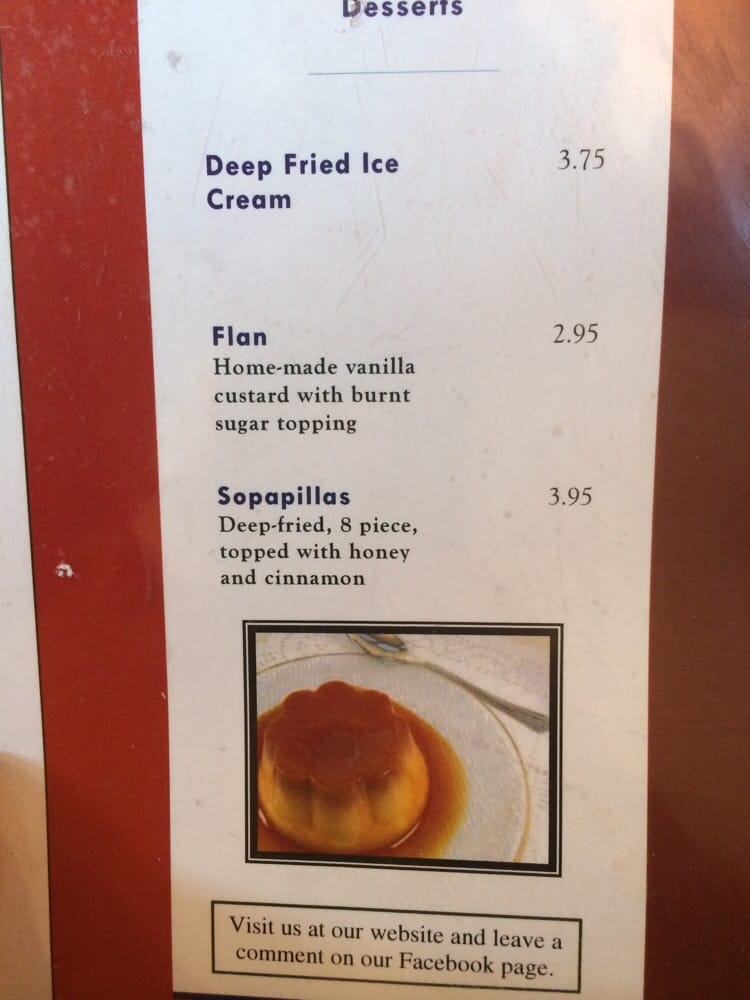 Desserts
Deep Fried Ice 3.75
Cream
Flan 2.95
Home-made vanilla
custard with burnt
sugar topping
Sopapillas 3.95
Deep-fried, 8 piece,
topped with honey
and cinnamon
Visit us at our website and leave a
comment on our Facebook page.